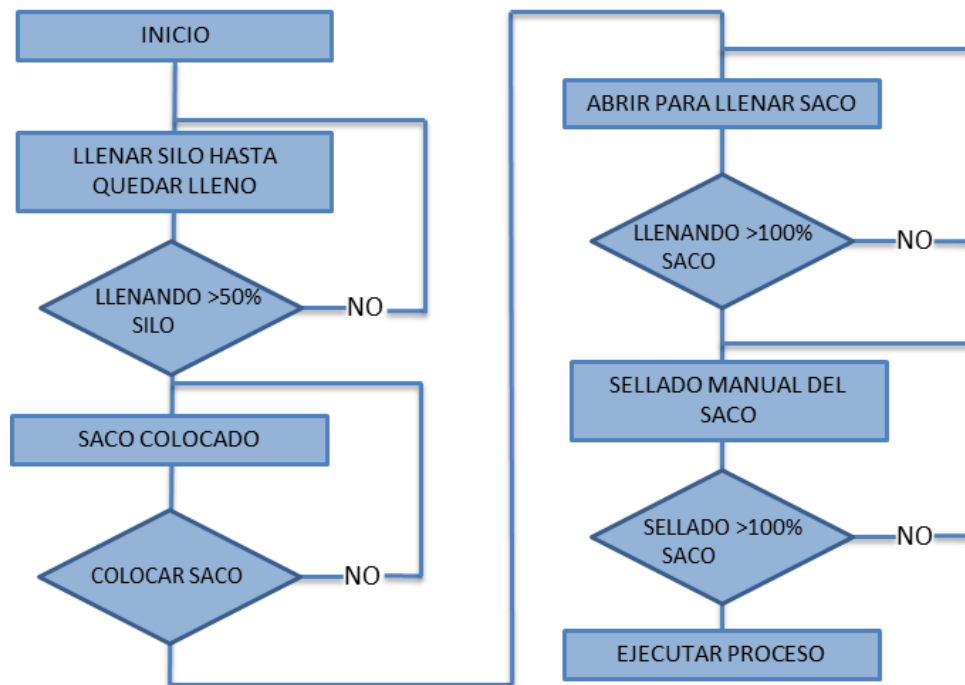 INICIO
LLENAR SILO HASTA
QUEDAR LLENO
LLENANDO >50%
SILO
NO
SACO COLOCADO
COLOCAR SACO
NO
ABRIR PARA LLENAR SACO
LLENANDO >100%
SACO
NO
SELLADO MANUAL DEL
SACO
SELLADO >100%
SACO
NO
EJECUTAR PROCESO